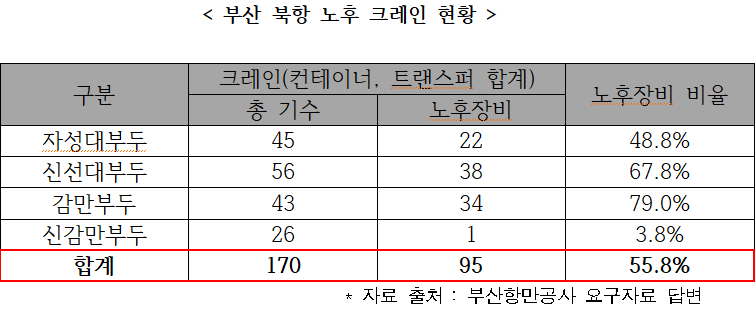 < 부산 북항 노후 크레인 현황 >
구분 크레인(컨테이너, 트랜스퍼 합계) 노후장비 비율
총 기수 노후장비
자성대부두 45 22 48.8%
신선대부두 56 38 67.8%
감만부두 43 34 79.0%
신감만부두 26 1 3.8%
합계 170 95 55.8%
* 자료 출처 : 부산항만공사 요구자료 답변